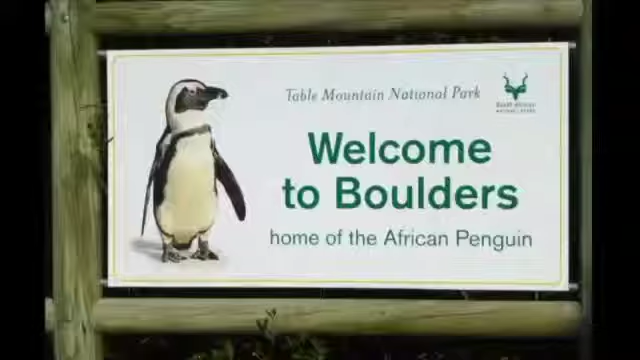 Table Mountain National Park
Welcome
to Boulders
home of the African Penguin